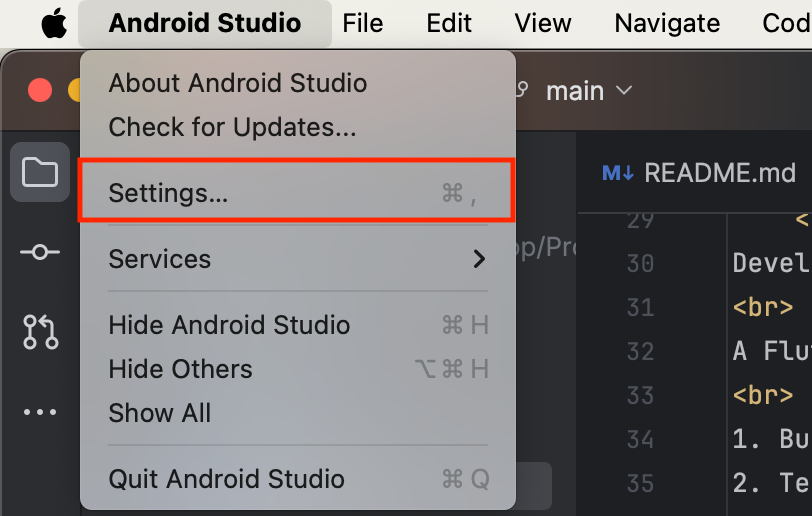 Android Studio File Edit View Navigate Cod
main
About Android Studio
Check for Updates...
Settings... ⌘ ,
Services
Hide Android Studio ⌘ H
Hide Others ⌥ ⌘ H
Show All
Quit Android Studio ⌘ Q
op/Pro
M↓ README.md
29 <
30 Devel
31 <br>
32 A Flu
33 <br>
34 1. Bu
35 2. Te